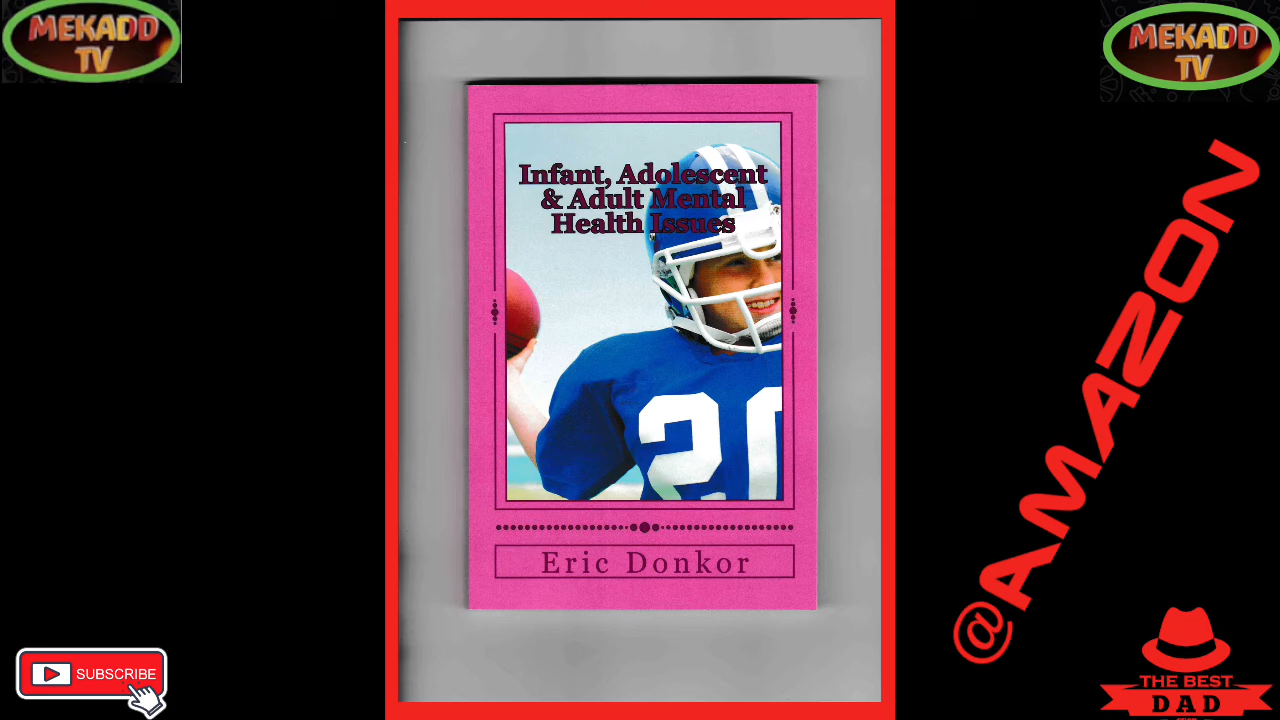 MEKADD
TV
MEKADD
TV
Infant, Adolescent
& Adult Mental
Health Issues
20
Eric Donkor
@AMAZON
SUBSCRIBE
THE BEST
DAD